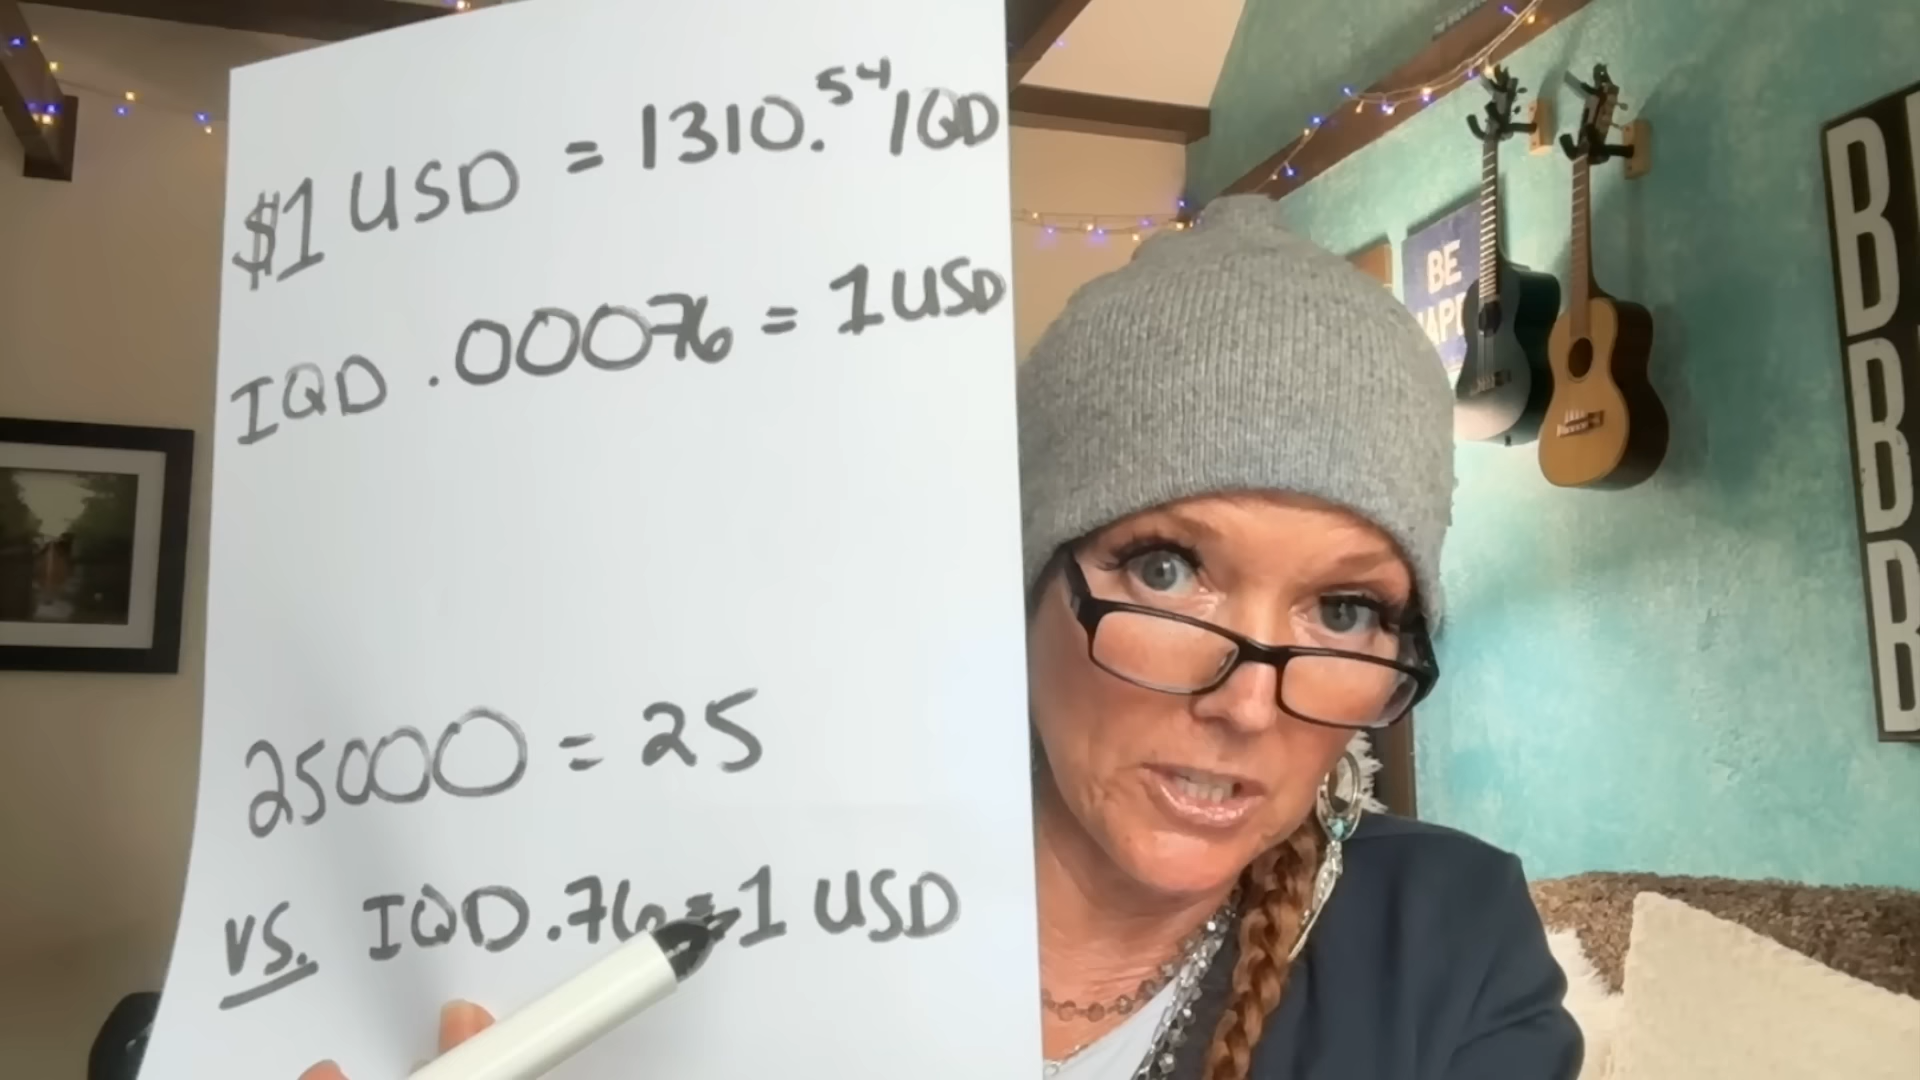 $1 USD = 1310.54/IQD
IQD .00076 = 1 USD
25000 = 25
VS. IQD .76 = 1 USD
BE
B
B
B